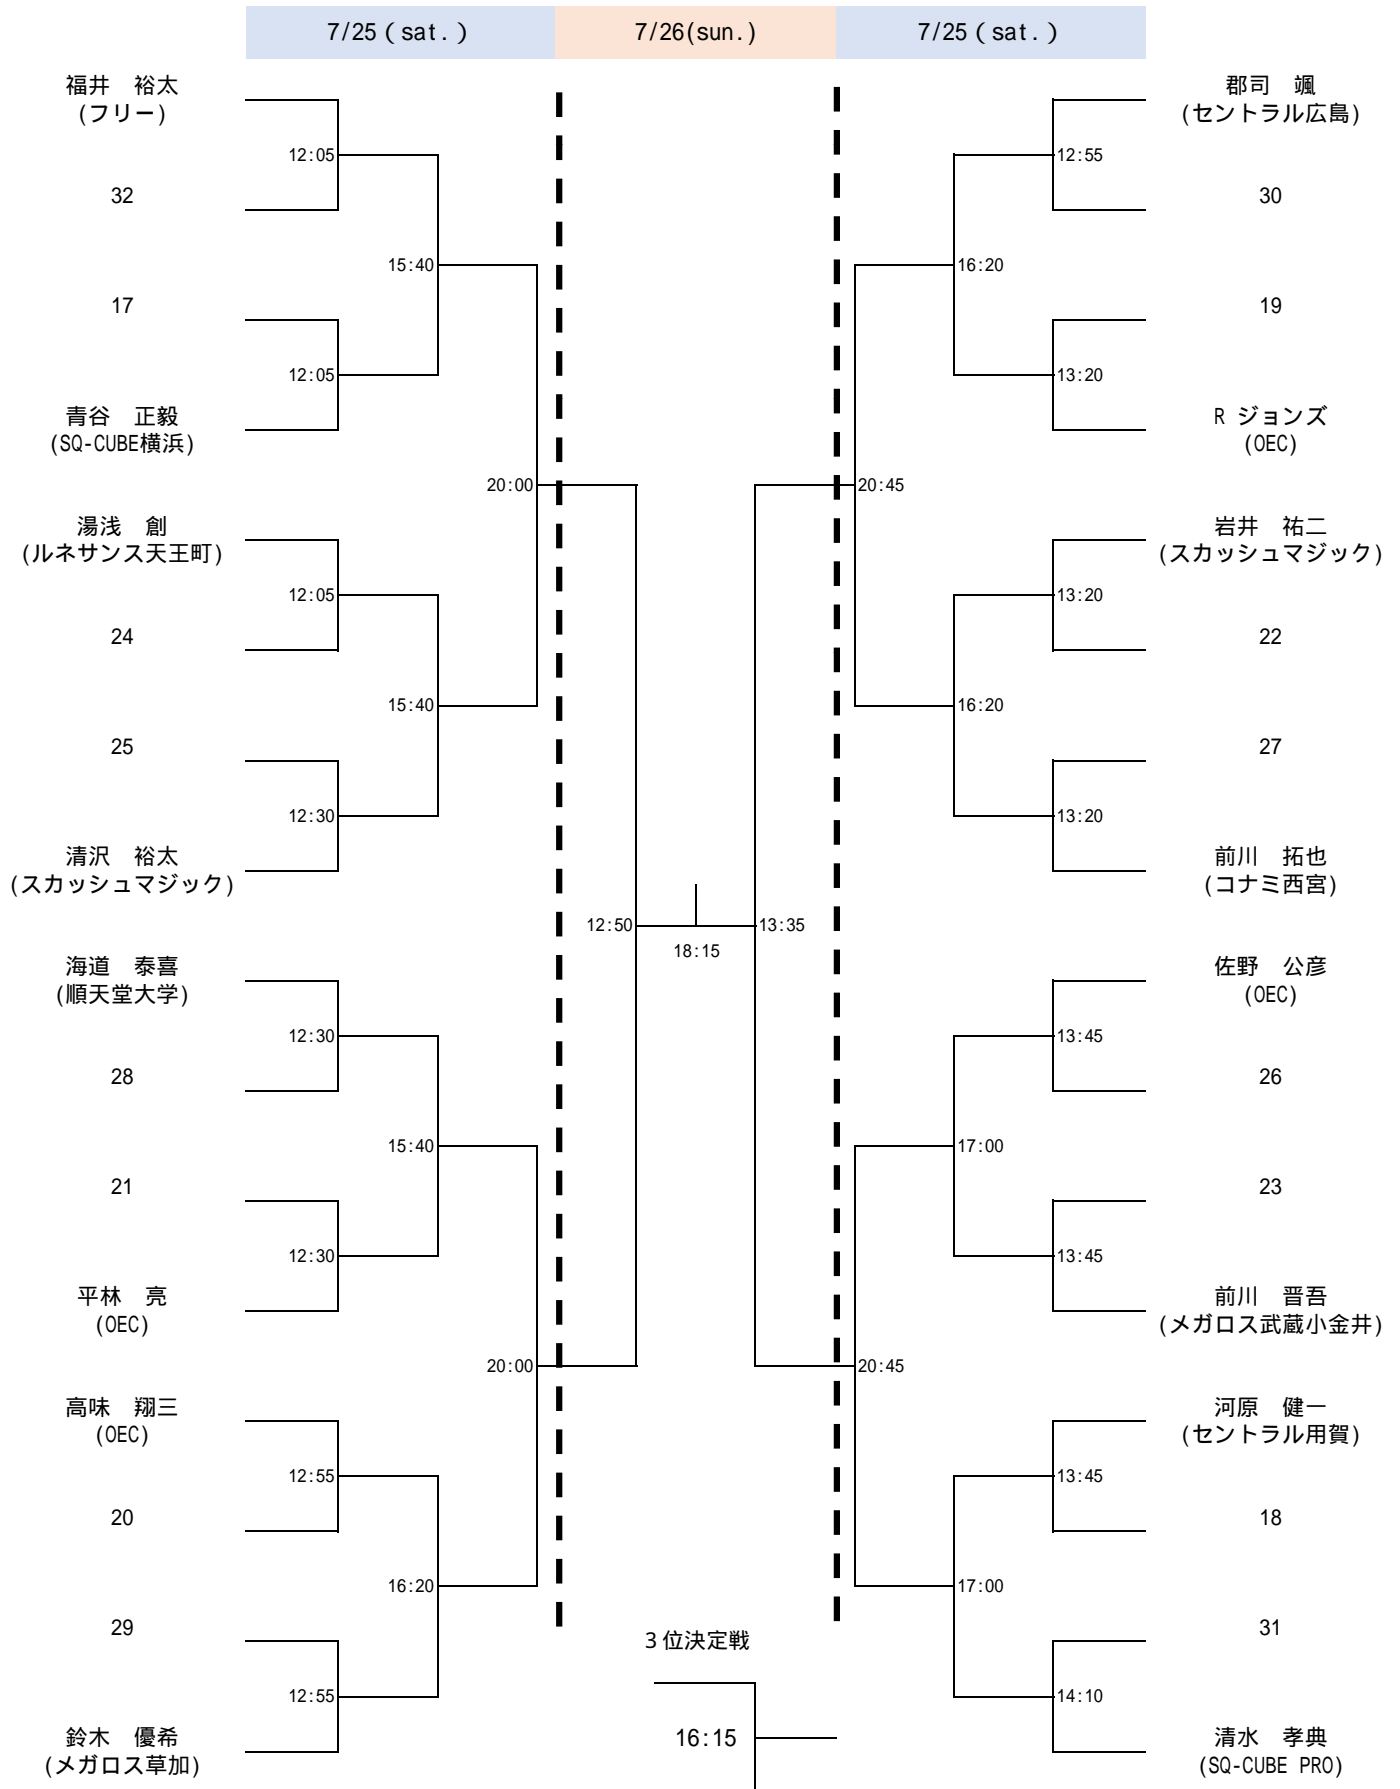 7/25（sat.）
7/26(sun.)
7/25（sat.）
福井　裕太
(フリー)
12:05
32
15:40
17
12:05
青谷　正毅
(SQ-CUBE横浜)
20:00
湯浅　創
(ルネサンス天王町)
12:05
24
15:40
25
12:30
清沢　裕太
(スカッシュマジック)
12:50
海道　泰喜
(順天堂大学)
12:30
28
15:40
21
12:30
平林　亮
(OEC)
20:00
高味　翔三
(OEC)
12:55
20
16:20
29
12:55
鈴木　優希
(メガロス草加)
18:15
3位決定戦
16:15
郡司　颯
(セントラル広島)
12:55
30
16:20
19
13:20
R ジョンズ
(OEC)
20:45
岩井　祐二
(スカッシュマジック)
13:20
22
16:20
27
13:20
前川　拓也
(コナミ西宮)
13:35
佐野　公彦
(OEC)
13:45
26
17:00
23
13:45
前川　晋吾
(メガロス武蔵小金井)
20:45
河原　健一
(セントラル用賀)
13:45
18
17:00
31
14:10
清水　孝典
(SQ-CUBE PRO)